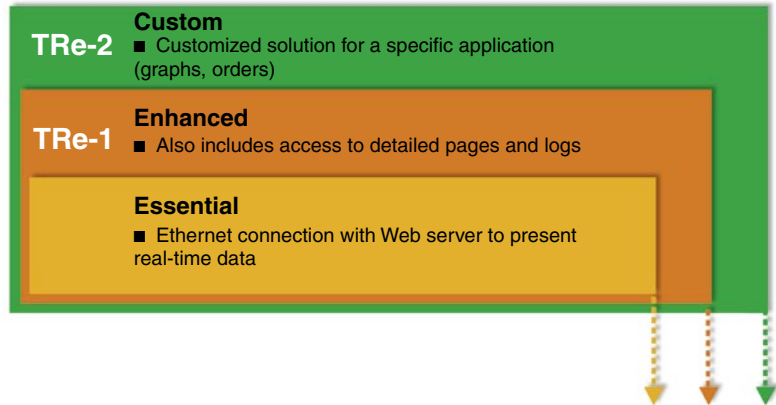 TRe-2
Custom
■ Customized solution for a specific application
(graphs, orders)
TRe-1
Enhanced
■ Also includes access to detailed pages and logs
Essential
■ Ethernet connection with Web server to present
real-time data